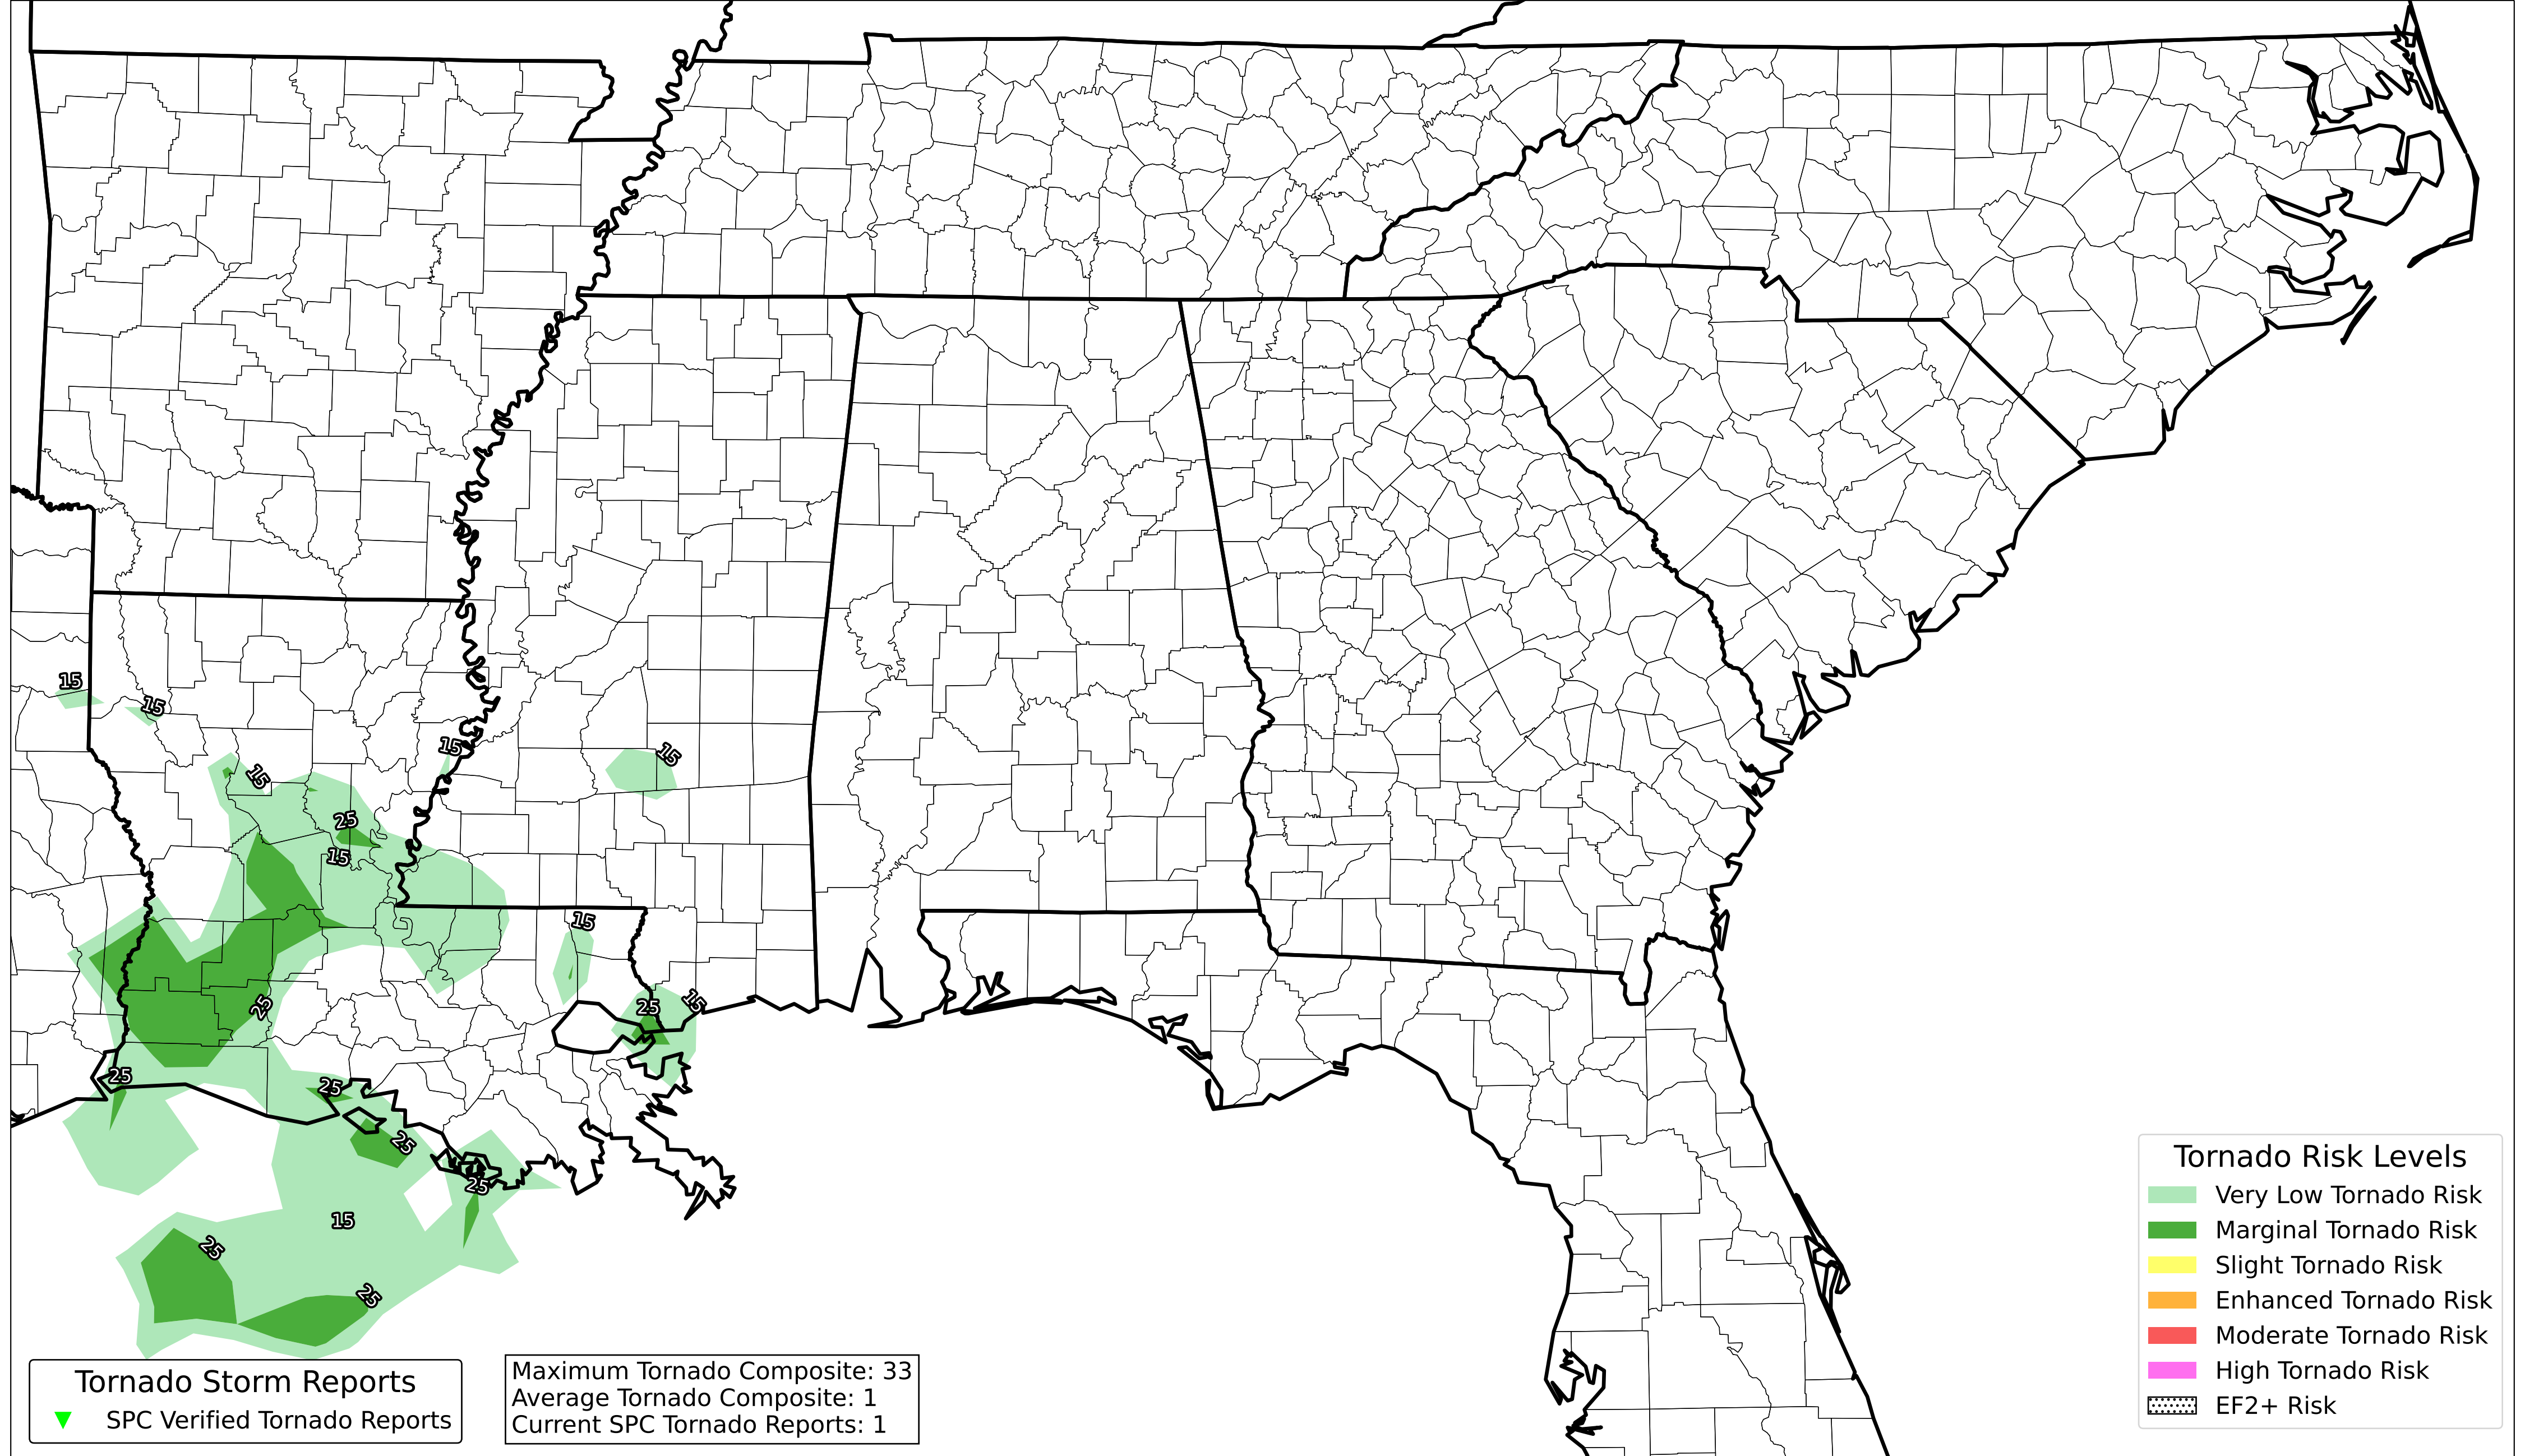 15
15
15
15
25
15
15
25
25
15
25
25
25
25
15
25
25
Tornado Risk Levels
Very Low Tornado Risk
Marginal Tornado Risk
Slight Tornado Risk
Enhanced Tornado Risk
Moderate Tornado Risk
High Tornado Risk
EF2+ Risk
Tornado Storm Reports
SPC Verified Tornado Reports
Maximum Tornado Composite: 33
Average Tornado Composite: 1
Current SPC Tornado Reports: 1